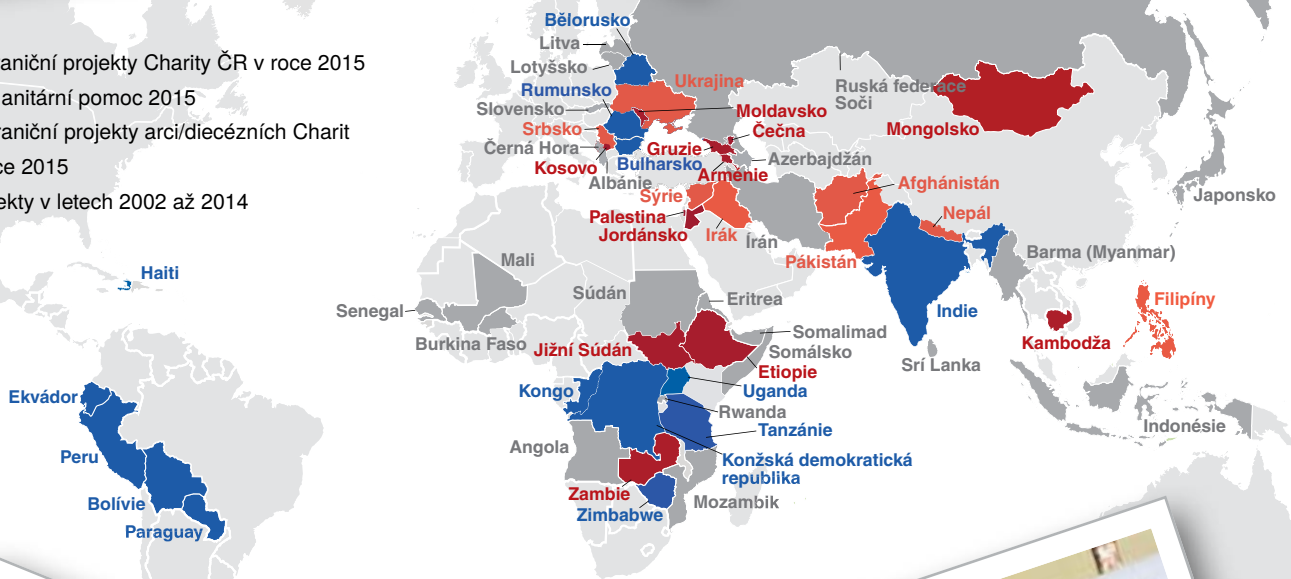 aniční projekty Charity ČR v roce 2015
anitární pomoc 2015
raniční projekty arci/diecézních Charit
ce 2015
ekty v letech 2002 až 2014
Bělorusko
Litva
Lotyšsko
Rumunsko
Ukrajina
Slovensko
Srbsko
Černá Hora
Kosovo
Bulharsko
Albánie
Moldavsko
Čečna
Gruzie
Arménie
Azerbajdžán
Ruská federace
Soči
Mongolsko
Japonsko
Sýrie
Palestina
Jordánsko
Irák
Írán
Afghánistán
Nepál
Pákistán
Barma (Myanmar)
Indie
Srí Lanka
Kambodža
Filipíny
Indonésie
Haiti
Mali
Senegal
Burkina Faso
Súdán
Eritrea
Jižní Súdán
Somalimad
Somálsko
Etiopie
Uganda
Kongo
Rwanda
Tanzánie
Konžská demokratická
republika
Angola
Zambie
Zimbabwe
Mozambik
Ekvádor
Peru
Bolívie
Paraguay